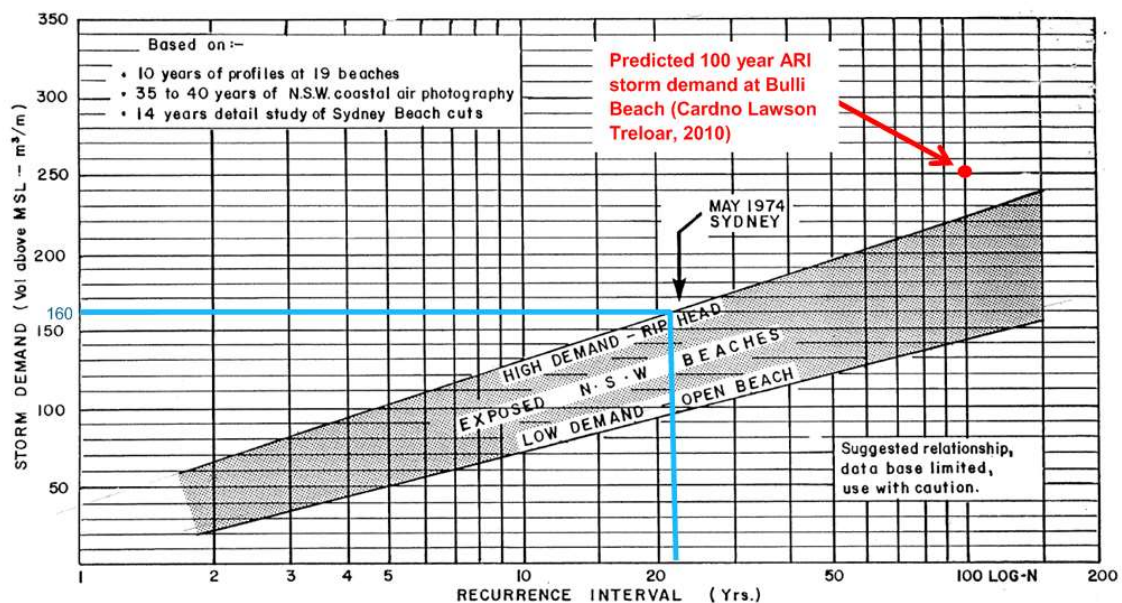 350
300
250
200
160
150
100
50
STORM DEMAND (Vol above MSL – m³/m)
Based on:-
• 10 years of profiles at 19 beaches
• 35 to 40 years of N.S.W. coastal air photography
• 14 years detail study of Sydney Beach cuts
Predicted 100 year ARI
storm demand at Bulli
Beach (Cardno Lawson
Treloar, 2010)
MAY 1974
SYDNEY
HIGH DEMAND – RIP HEAD
EXPOSED N·S·W BEACHES
LOW DEMAND – OPEN BEACH
Suggested relationship,
data base limited,
use with caution.
1 2 3 4 5 10 20 50 100 LOG-N 200
RECURRENCE INTERVAL (Yrs.)